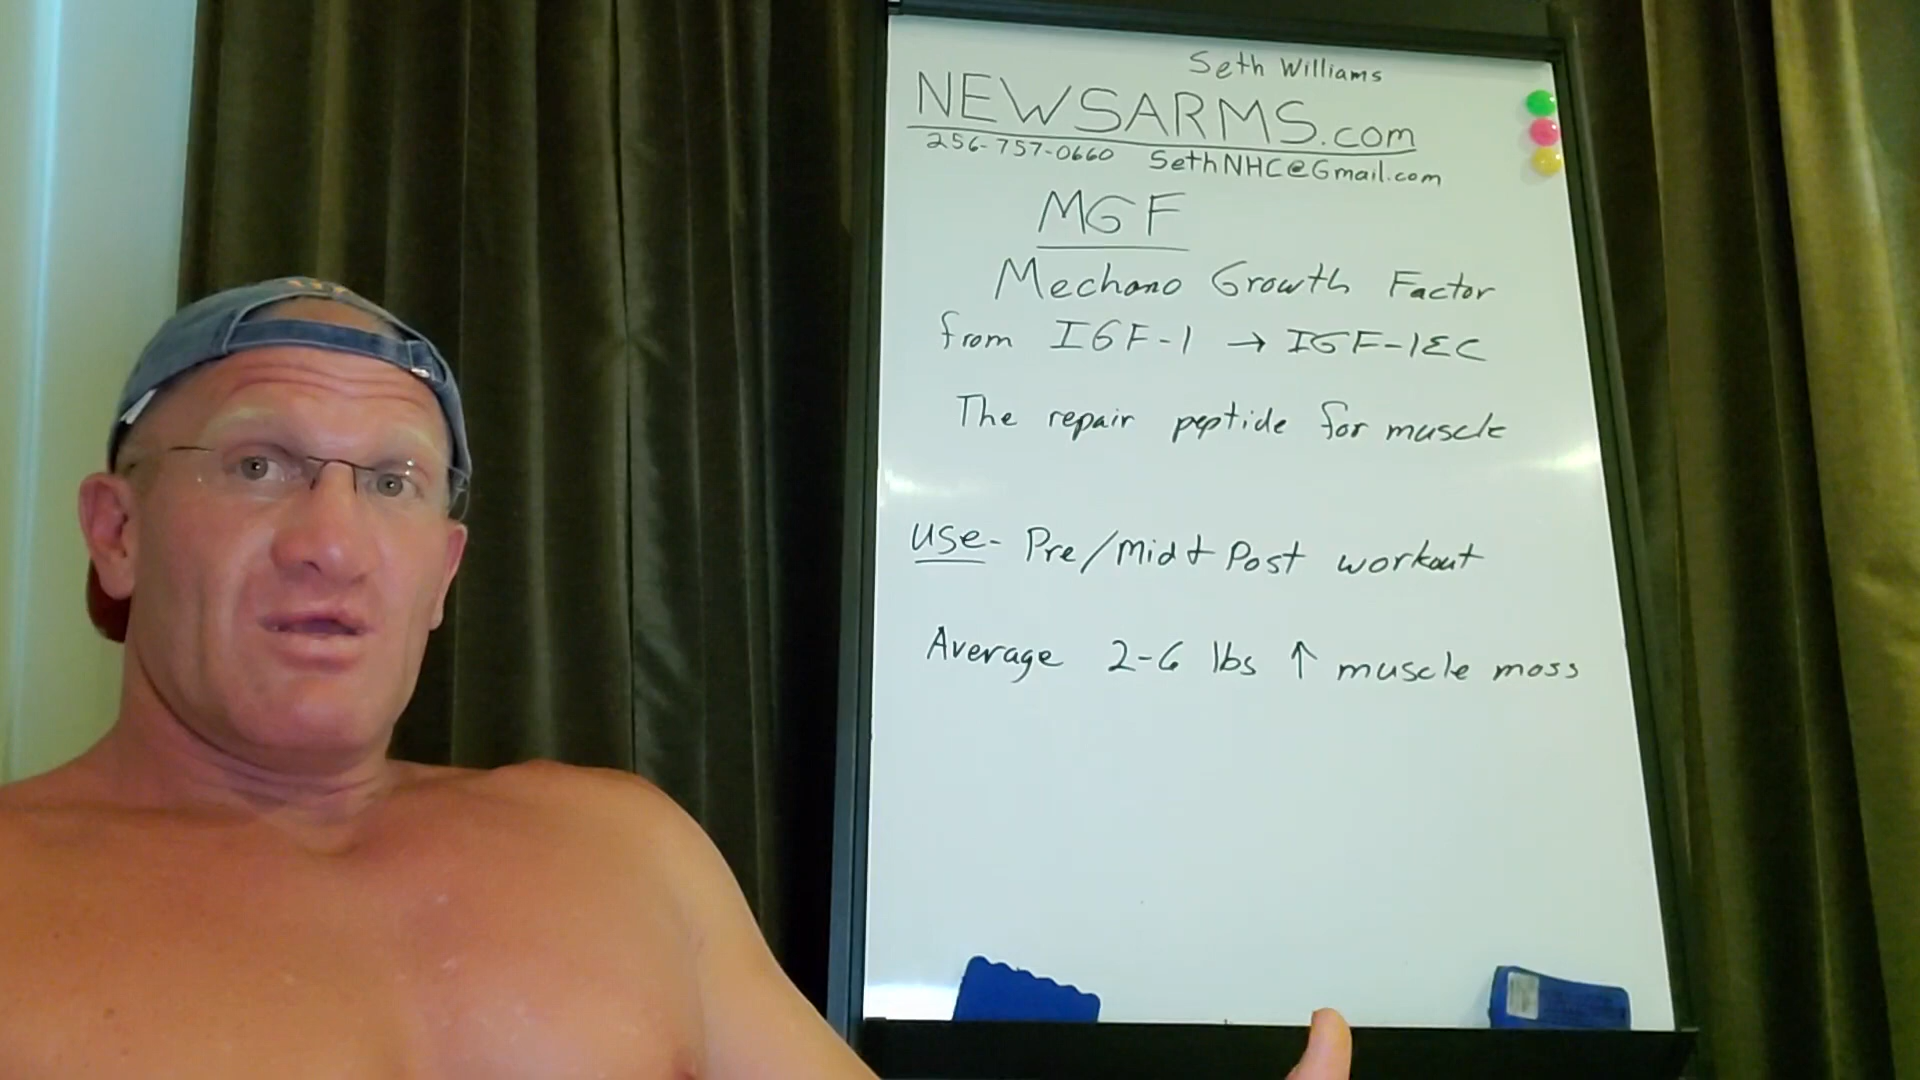 Seth Williams
NEWSARMS.com
256-757-0660 SethNHC@Gmail.com
MGF
Mechano Growth Factor
from IGF-1 → IGF-1EC
The repair peptide for muscle
Use- Pre/Mid + Post workout
Average 2-6 lbs ↑ muscle mass